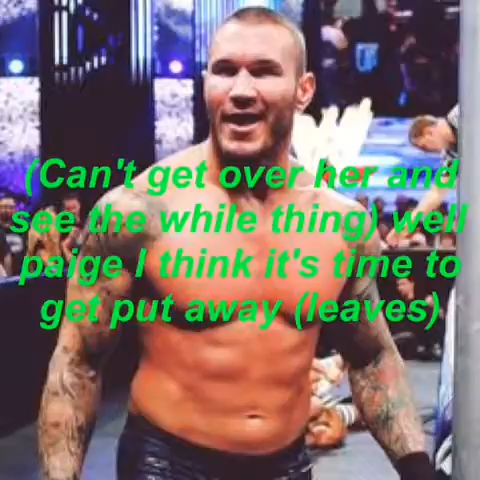 (Can't get over her and
see the while thing) well
paige I think it's time to
get put away (leaves)